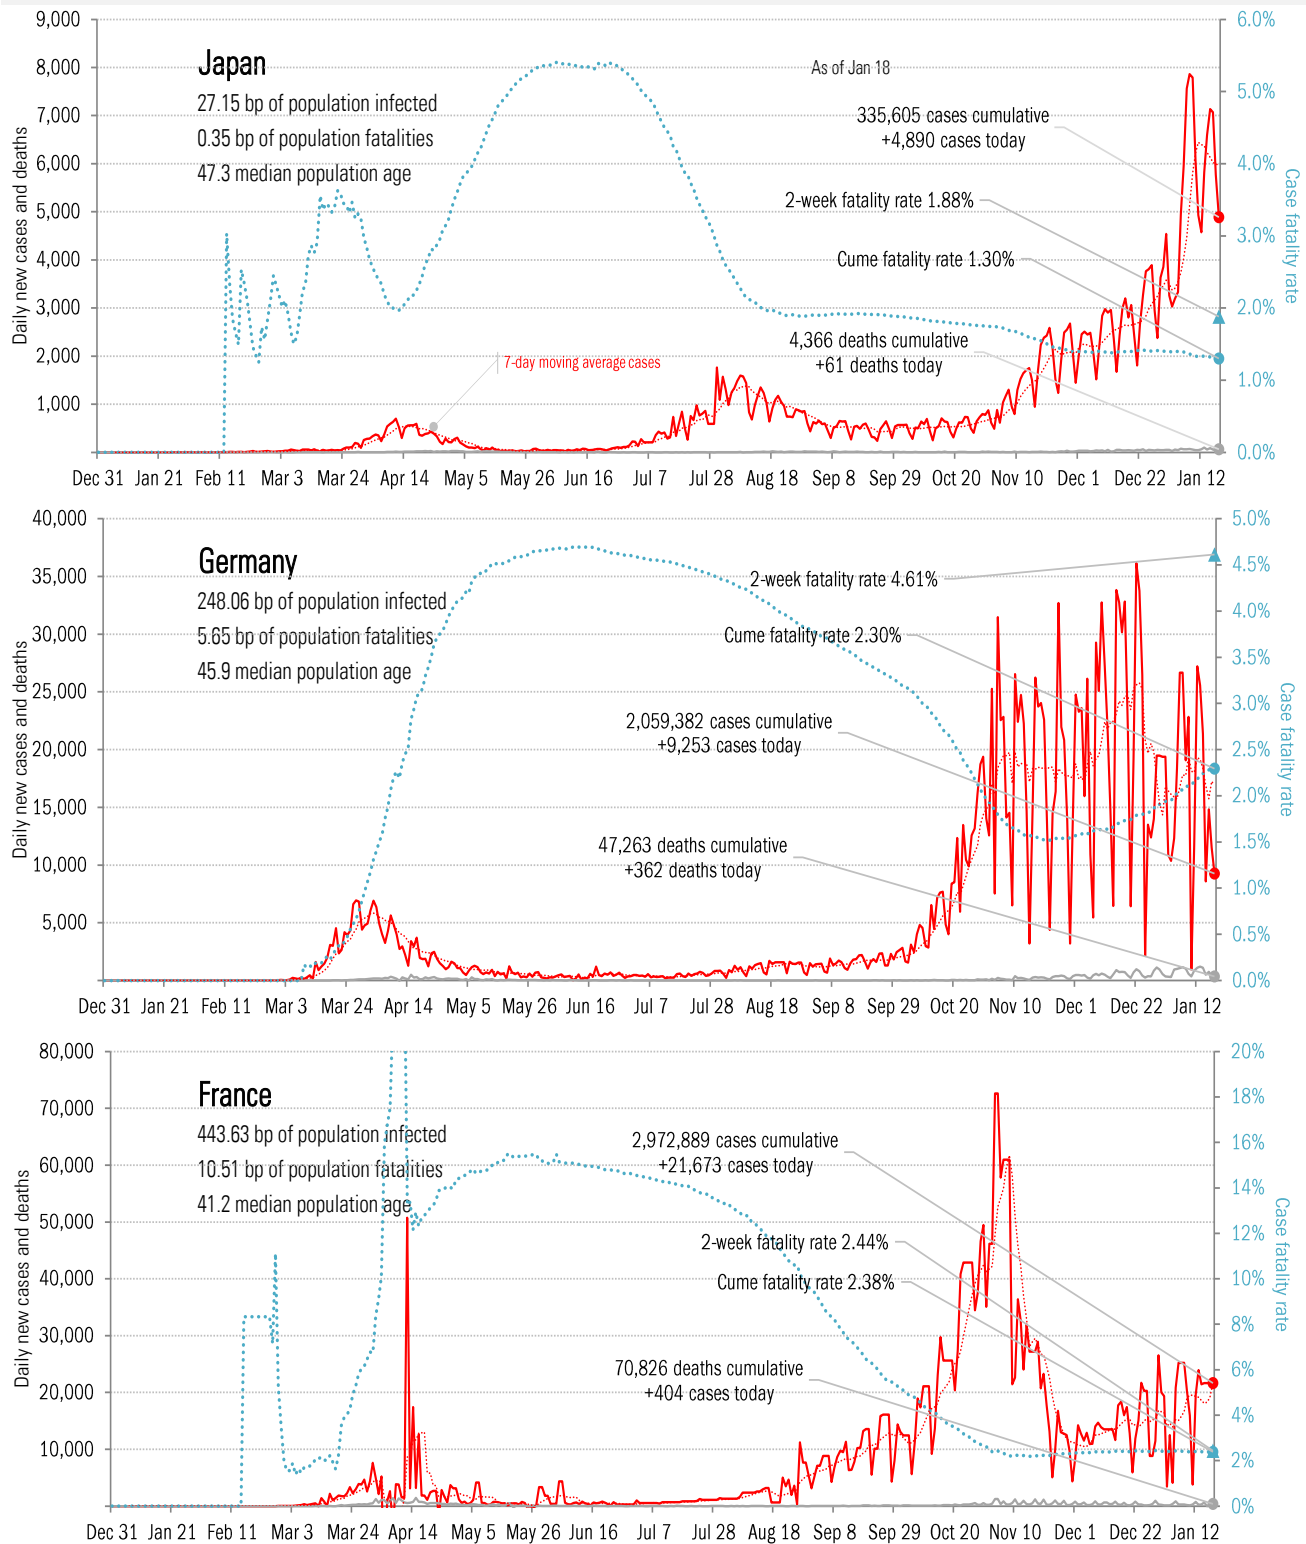 9,000
8,000
7,000
6,000
5,000
4,000
3,000
2,000
1,000
Daily new cases and deaths
Japan
27.15 bp of population infected
0.35 bp of population fatalities
47.3 median population age
As of Jan 18
335,605 cases cumulative
+4,890 cases today
2-week fatality rate 1.88%
Cume fatality rate 1.30%
4,366 deaths cumulative
+61 deaths today
7-day moving average cases
6.0%
5.0%
4.0%
3.0%
2.0%
1.0%
0.0%
Case fatality rate
Dec 31 Jan 21 Feb 11 Mar 3 Mar 24 Apr 14 May 5 May 26 Jun 16 Jul 7 Jul 28 Aug 18 Sep 8 Sep 29 Oct 20 Nov 10 Dec 1 Dec 22 Jan 12
40,000
35,000
30,000
25,000
20,000
15,000
10,000
5,000
Daily new cases and deaths
Germany
248.06 bp of population infected
5.65 bp of population fatalities
45.9 median population age
2-week fatality rate 4.61%
Cume fatality rate 2.30%
2,059,382 cases cumulative
+9,253 cases today
47,263 deaths cumulative
+362 deaths today
5.0%
4.5%
4.0%
3.5%
3.0%
2.5%
2.0%
1.5%
1.0%
0.5%
0.0%
Case fatality rate
Dec 31 Jan 21 Feb 11 Mar 3 Mar 24 Apr 14 May 5 May 26 Jun 16 Jul 7 Jul 28 Aug 18 Sep 8 Sep 29 Oct 20 Nov 10 Dec 1 Dec 22 Jan 12
80,000
70,000
60,000
50,000
40,000
30,000
20,000
10,000
Daily new cases and deaths
France
443.63 bp of population infected
10.51 bp of population fatalities
41.2 median population age
2,972,889 cases cumulative
+21,673 cases today
2-week fatality rate 2.44%
Cume fatality rate 2.38%
70,826 deaths cumulative
+404 cases today
20%
18%
16%
14%
12%
10%
8%
6%
4%
2%
0%
Case fatality rate
Dec 31 Jan 21 Feb 11 Mar 3 Mar 24 Apr 14 May 5 May 26 Jun 16 Jul 7 Jul 28 Aug 18 Sep 8 Sep 29 Oct 20 Nov 10 Dec 1 Dec 22 Jan 12